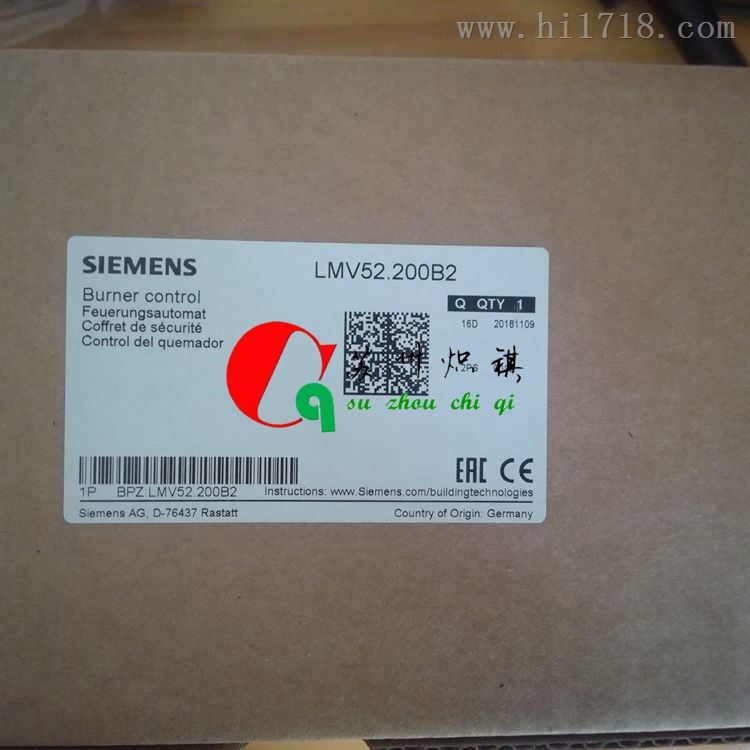 www.hi1718.com
SIEMENS
LMV52.200B2
Burner control
Feuerungsautomat
Coffret de sécurité
Control del quemador
Q QTY 1
16D 20181109
苏州炽祺
su zhou chi qi
1P BPZ:LMV52.200B2
Instructions: www.Siemens.com/buildingtechnologies
EAC CE
Siemens AG, D-76437 Rastatt
Country of Origin: Germany